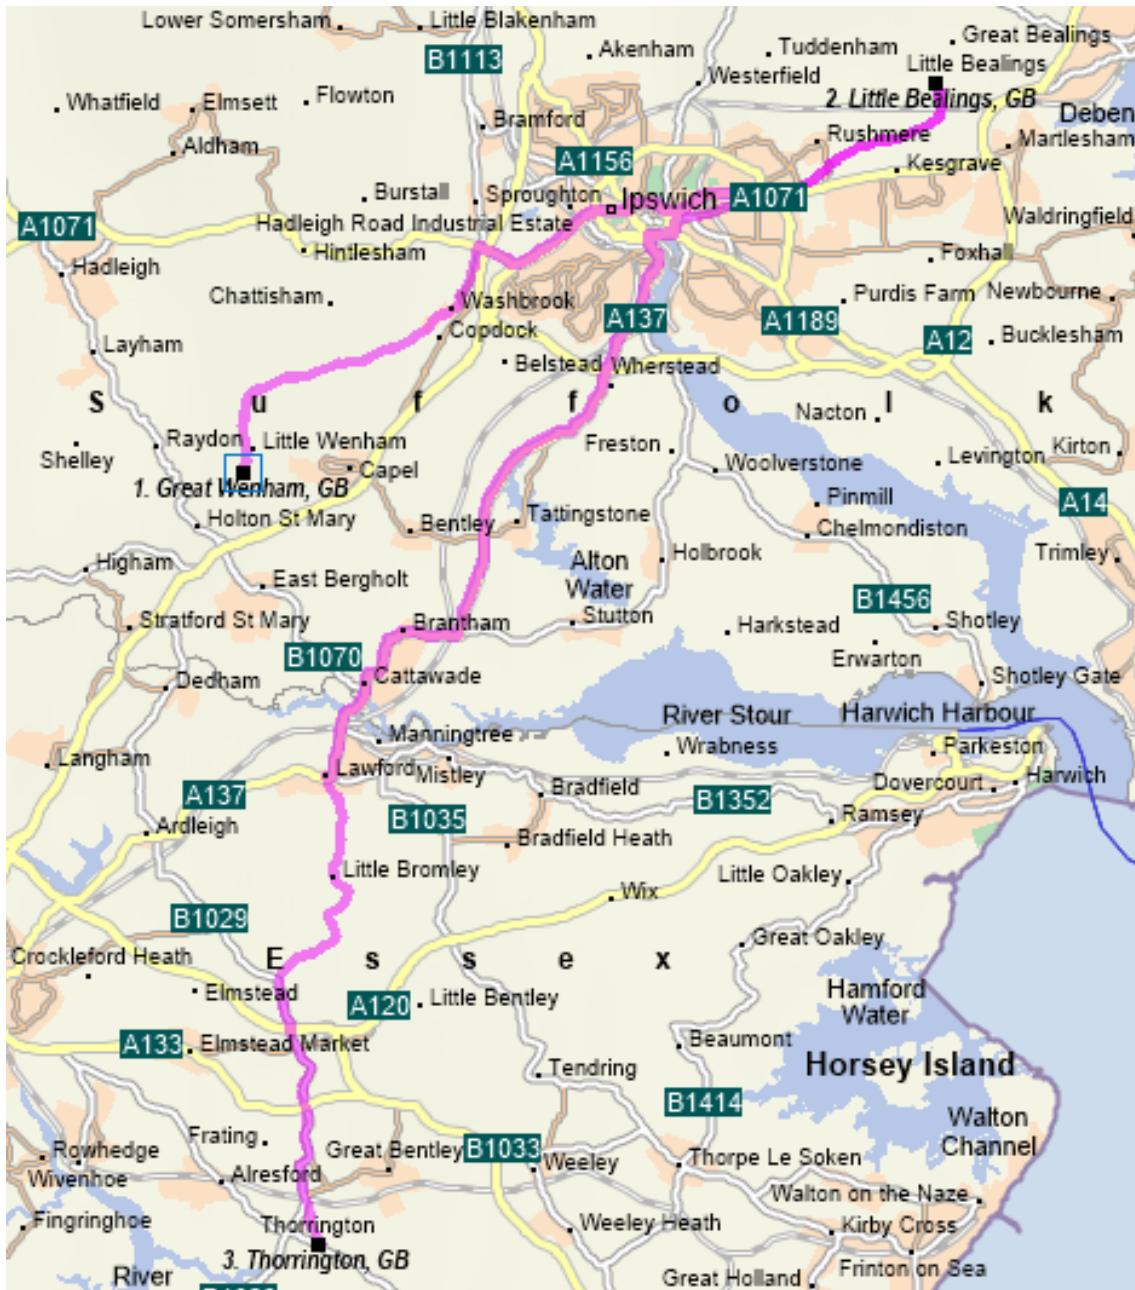 Lower Somersham
Little Blakenham
Great Bealings
B1113
Akenham
Tuddenham
Little Bealings
Westerfield
2. Little Bealings, GB
Whatfield
Elmsett
Flowton
Deben
Bramford
Rushmere
Martlesham
Aldham
A1156
Kesgrave
Burstall
Sproughton
Ipswich
A1071
A1071
Hadleigh Road Industrial Estate
Waldringfield
Hintlesham
Foxhall
Hadleigh
Chattisham
Washbrook
Purdis Farm
Newbourne
A137
A1189
Copdock
A12
Bucklesham
Layham
Belstead
Wherstead
S u f f o l k
Nacton
Raydon
Little Wenham
Freston
Kirton
Shelley
Capel
Woolverstone
Levington
1. Great Wenham, GB
Pinmill
A14
Holton St Mary
Bentley
Tattingstone
Chelmondiston
Higham
Holbrook
Trimley
East Bergholt
Alton
Water
B1456
Stratford St Mary
Brantham
Stutton
Harkstead
Shotley
B1070
Erwarton
Dedham
Cattawade
Shotley Gate
River Stour
Harwich Harbour
Manningtree
Wrabness
Parkeston
Langham
Lawford
Mistley
Dovercourt
Harwich
A137
Bradfield
B1352
Ardleigh
B1035
Ramsey
Bradfield Heath
Little Bromley
Little Oakley
Wix
B1029
Great Oakley
Crockleford Heath
E s s e x
Elmstead
A120
Little Bentley
Hamford
Water
A133
Elmstead Market
Beaumont
Horsey Island
Tendring
B1414
Walton
Channel
Frating
Great Bentley
B1033
Rowhedge
Weeley
Thorpe Le Soken
Wivenhoe
Alresford
Walton on the Naze
Fingringhoe
Thorrington
Weeley Heath
Kirby Cross
3. Thorrington, GB
River
Great Holland
Frinton on Sea